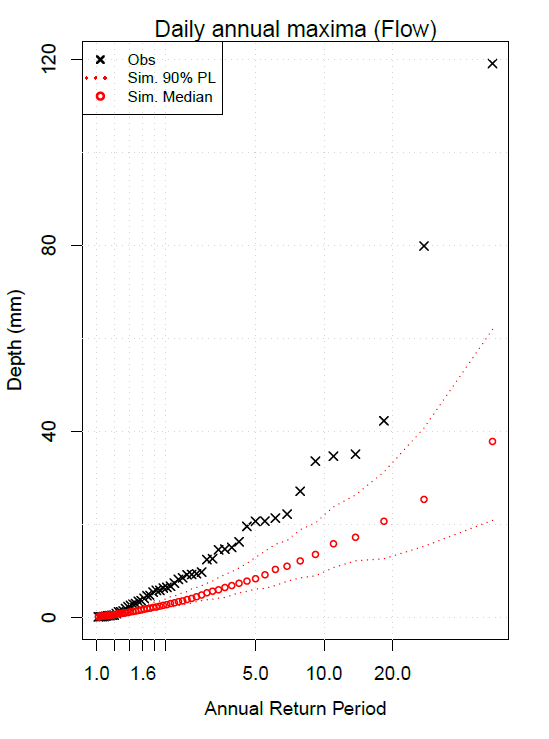 Daily annual maxima (Flow)
Obs
Sim. 90% PL
Sim. Median
120
80
40
0
Depth (mm)
1.0 1.6 5.0 10.0 20.0
Annual Return Period